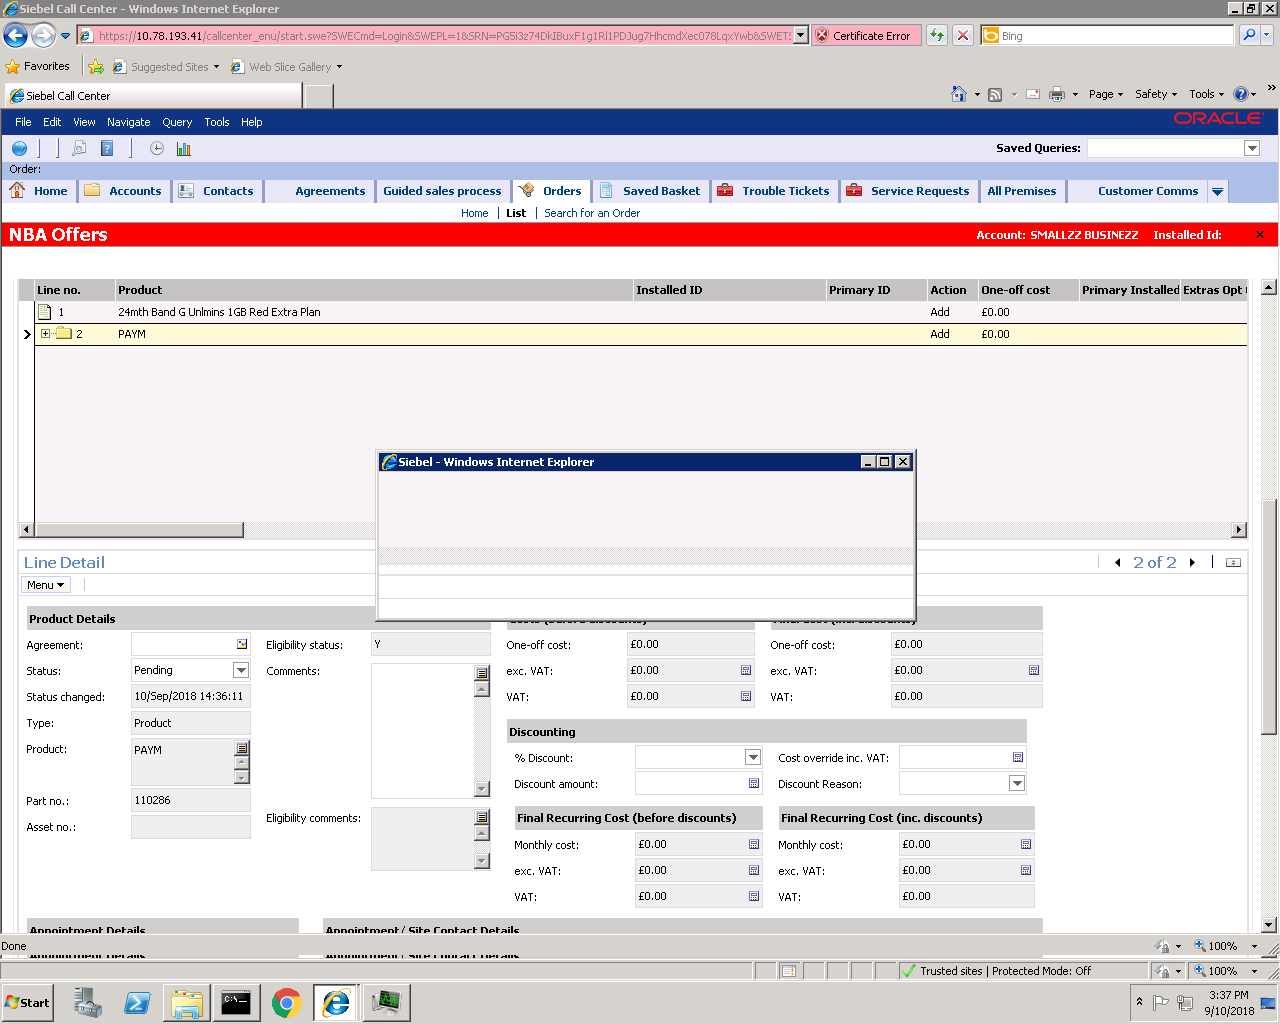 Siebel Call Center - Windows Internet Explorer
https://10.78.193.41/callcenter_enu/start.swe?SWECmd=Login&SWEPL=1&SRN=
Certificate Error
Bing
Favorites
Suggested Sites
Web Slice Gallery
Siebel Call Center
Page
Safety
Tools
File Edit View Navigate Query Tools Help
ORACLE
Saved Queries:
Order:
Home Accounts Contacts Agreements Guided sales process Orders Saved Basket Trouble Tickets Service Requests All Premises Customer Comms
Home | List | Search for an Order
NBA Offers
Account: SMALLZZ BUSINEZZ Installed Id:
Line no. Product Installed ID Primary ID Action One-off cost Primary Installed Extras Opt
1 24mth Band G Unlmins 1GB Red Extra Plan Add £0.00
2 PAYM Add £0.00
Siebel - Windows Internet Explorer
Line Detail
2 of 2
Menu
Product Details
Agreement:
Eligibility status: Y
One-off cost: £0.00
One-off cost: £0.00
Status: Pending
Comments:
exc. VAT: £0.00
exc. VAT: £0.00
Status changed: 10/Sep/2018 14:36:11
VAT: £0.00
VAT: £0.00
Type: Product
Discounting
Product: PAYM
% Discount:
Cost override inc. VAT:
Discount amount:
Discount Reason:
Part no.: 110286
Eligibility comments:
Final Recurring Cost (before discounts)
Final Recurring Cost (inc. discounts)
Asset no.:
Monthly cost: £0.00
Monthly cost: £0.00
exc. VAT: £0.00
exc. VAT: £0.00
VAT: £0.00
VAT: £0.00
Appointment Details
Appointment/ Site Contact Details
Done
100%
Appointment Details
Appointment/ Site Contact Details
Trusted sites | Protected Mode: Off
100%
Start
3:37 PM
9/10/2018